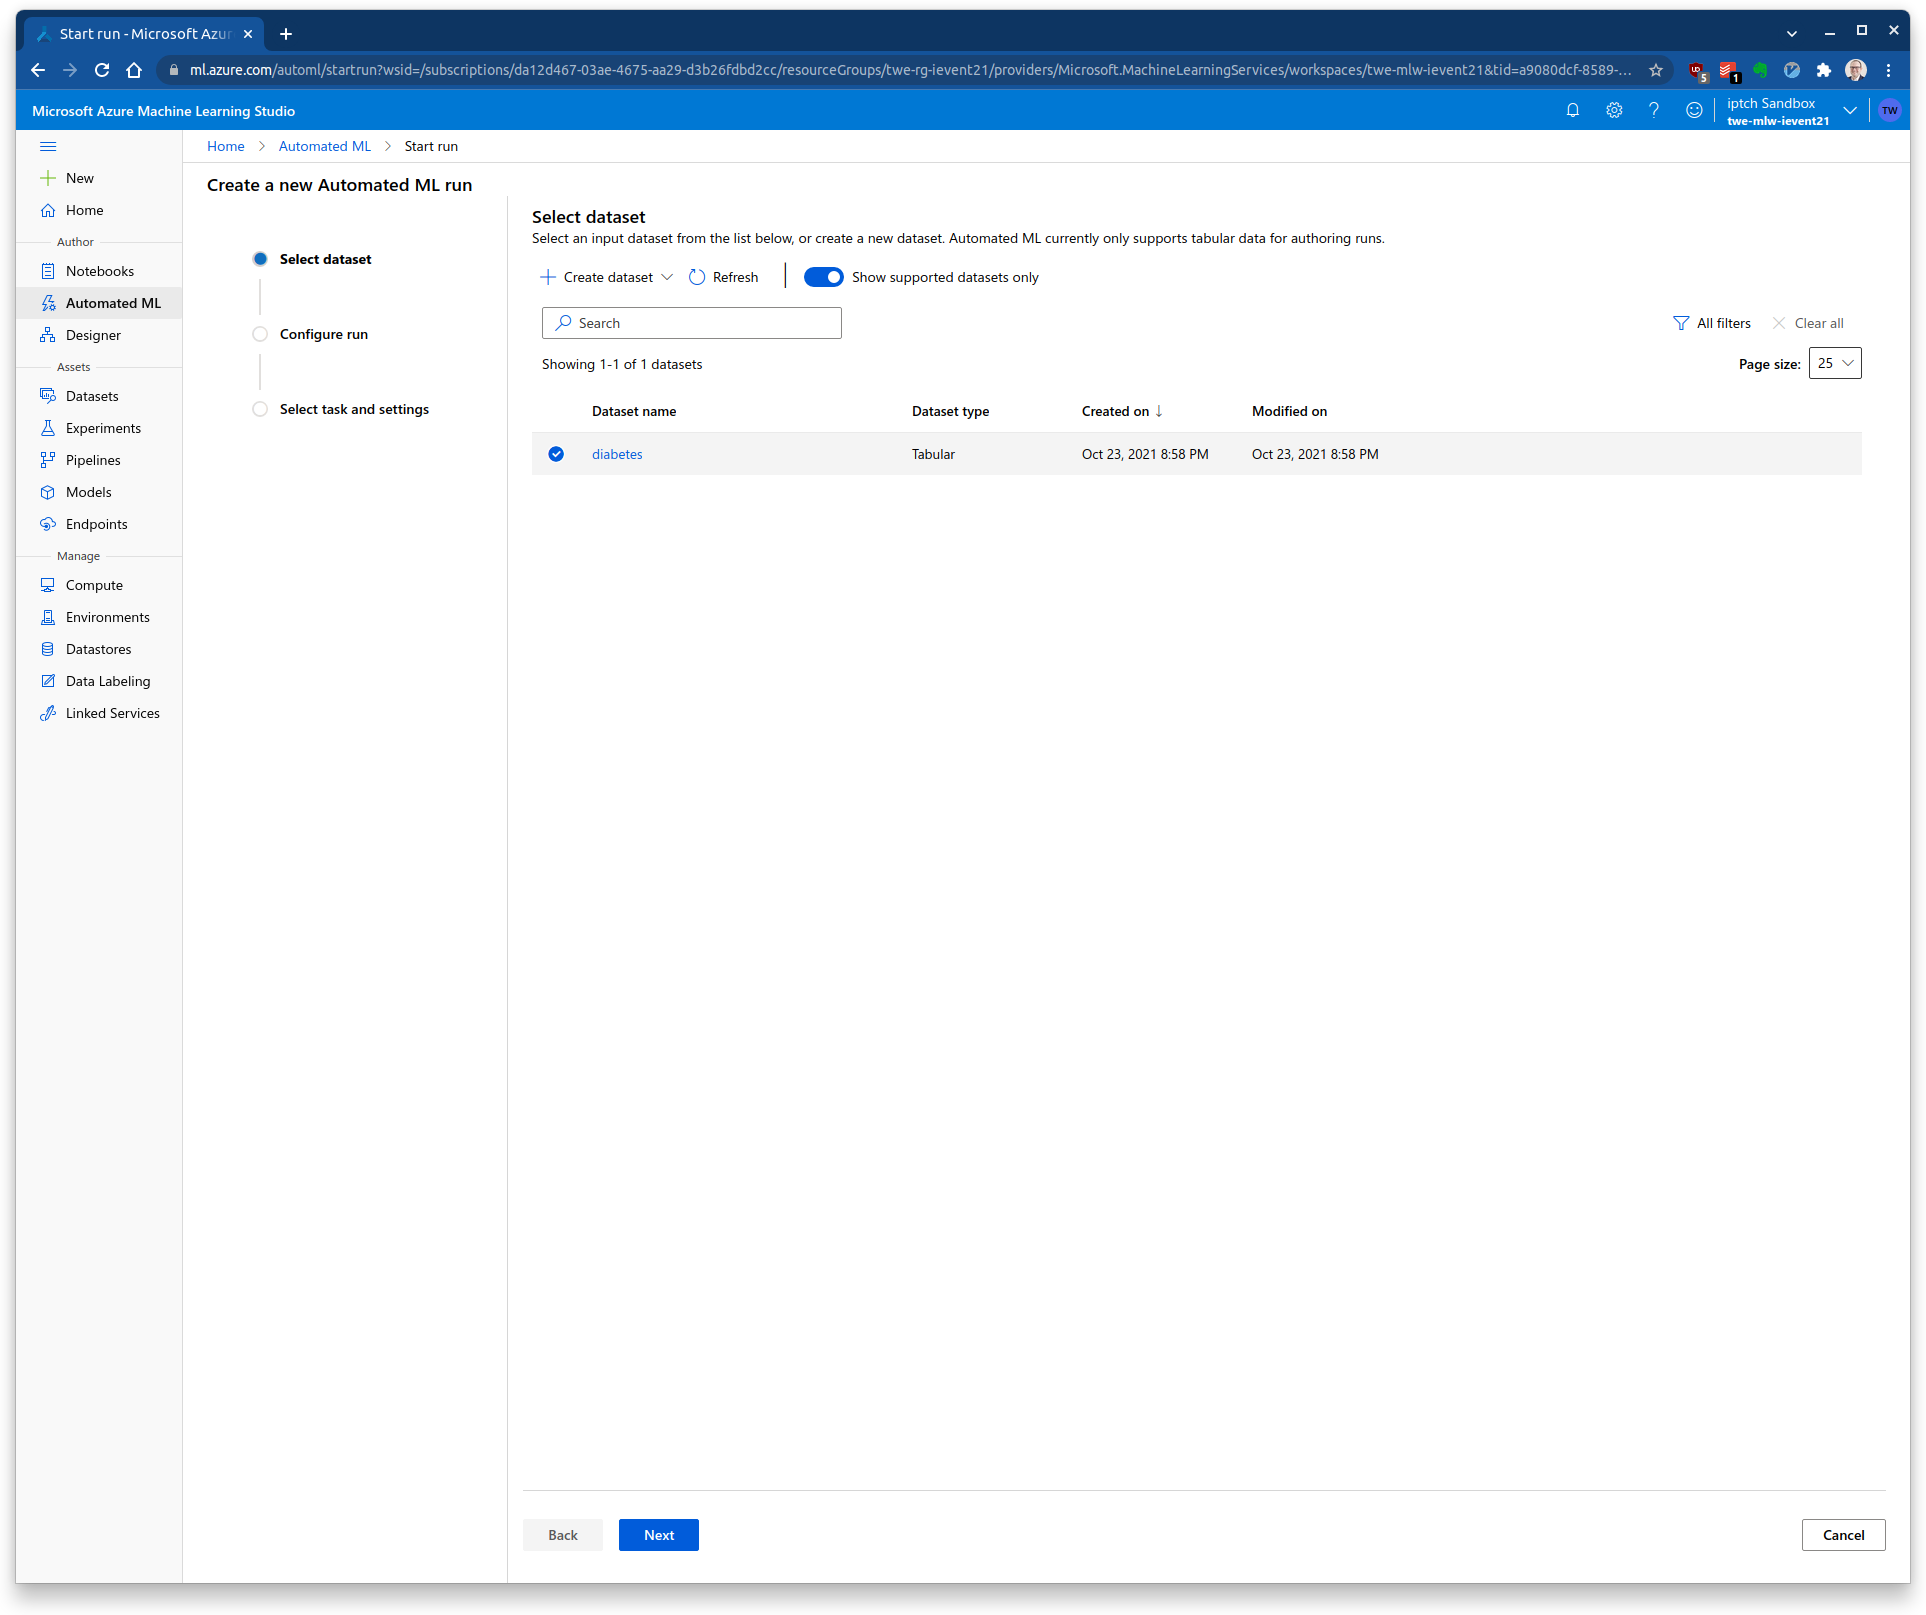 Start run - Microsoft Azur
ml.azure.com/automl/startrun?wsid=/subscriptions/da12d467-03ae-4675-aa29-d3b26fdbd2cc/resourceGroups/twe-rg-ievent21/providers/Microsoft.MachineLearningServices/workspaces/twe-mlw-ievent21&tid=a9080dcf-8589-...
5
1
Microsoft Azure Machine Learning Studio
iptch Sandbox
twe-mlw-ievent21
TW
Home > Automated ML > Start run
New
Home
Author
Notebooks
Automated ML
Designer
Assets
Datasets
Experiments
Pipelines
Models
Endpoints
Manage
Compute
Environments
Datastores
Data Labeling
Linked Services
Create a new Automated ML run
Select dataset
Configure run
Select task and settings
Select dataset
Select an input dataset from the list below, or create a new dataset. Automated ML currently only supports tabular data for authoring runs.
Create dataset Refresh Show supported datasets only
Search
All filters Clear all
Showing 1-1 of 1 datasets
Page size: 25
Dataset name Dataset type Created on ↓ Modified on
diabetes Tabular Oct 23, 2021 8:58 PM Oct 23, 2021 8:58 PM
Back Next Cancel